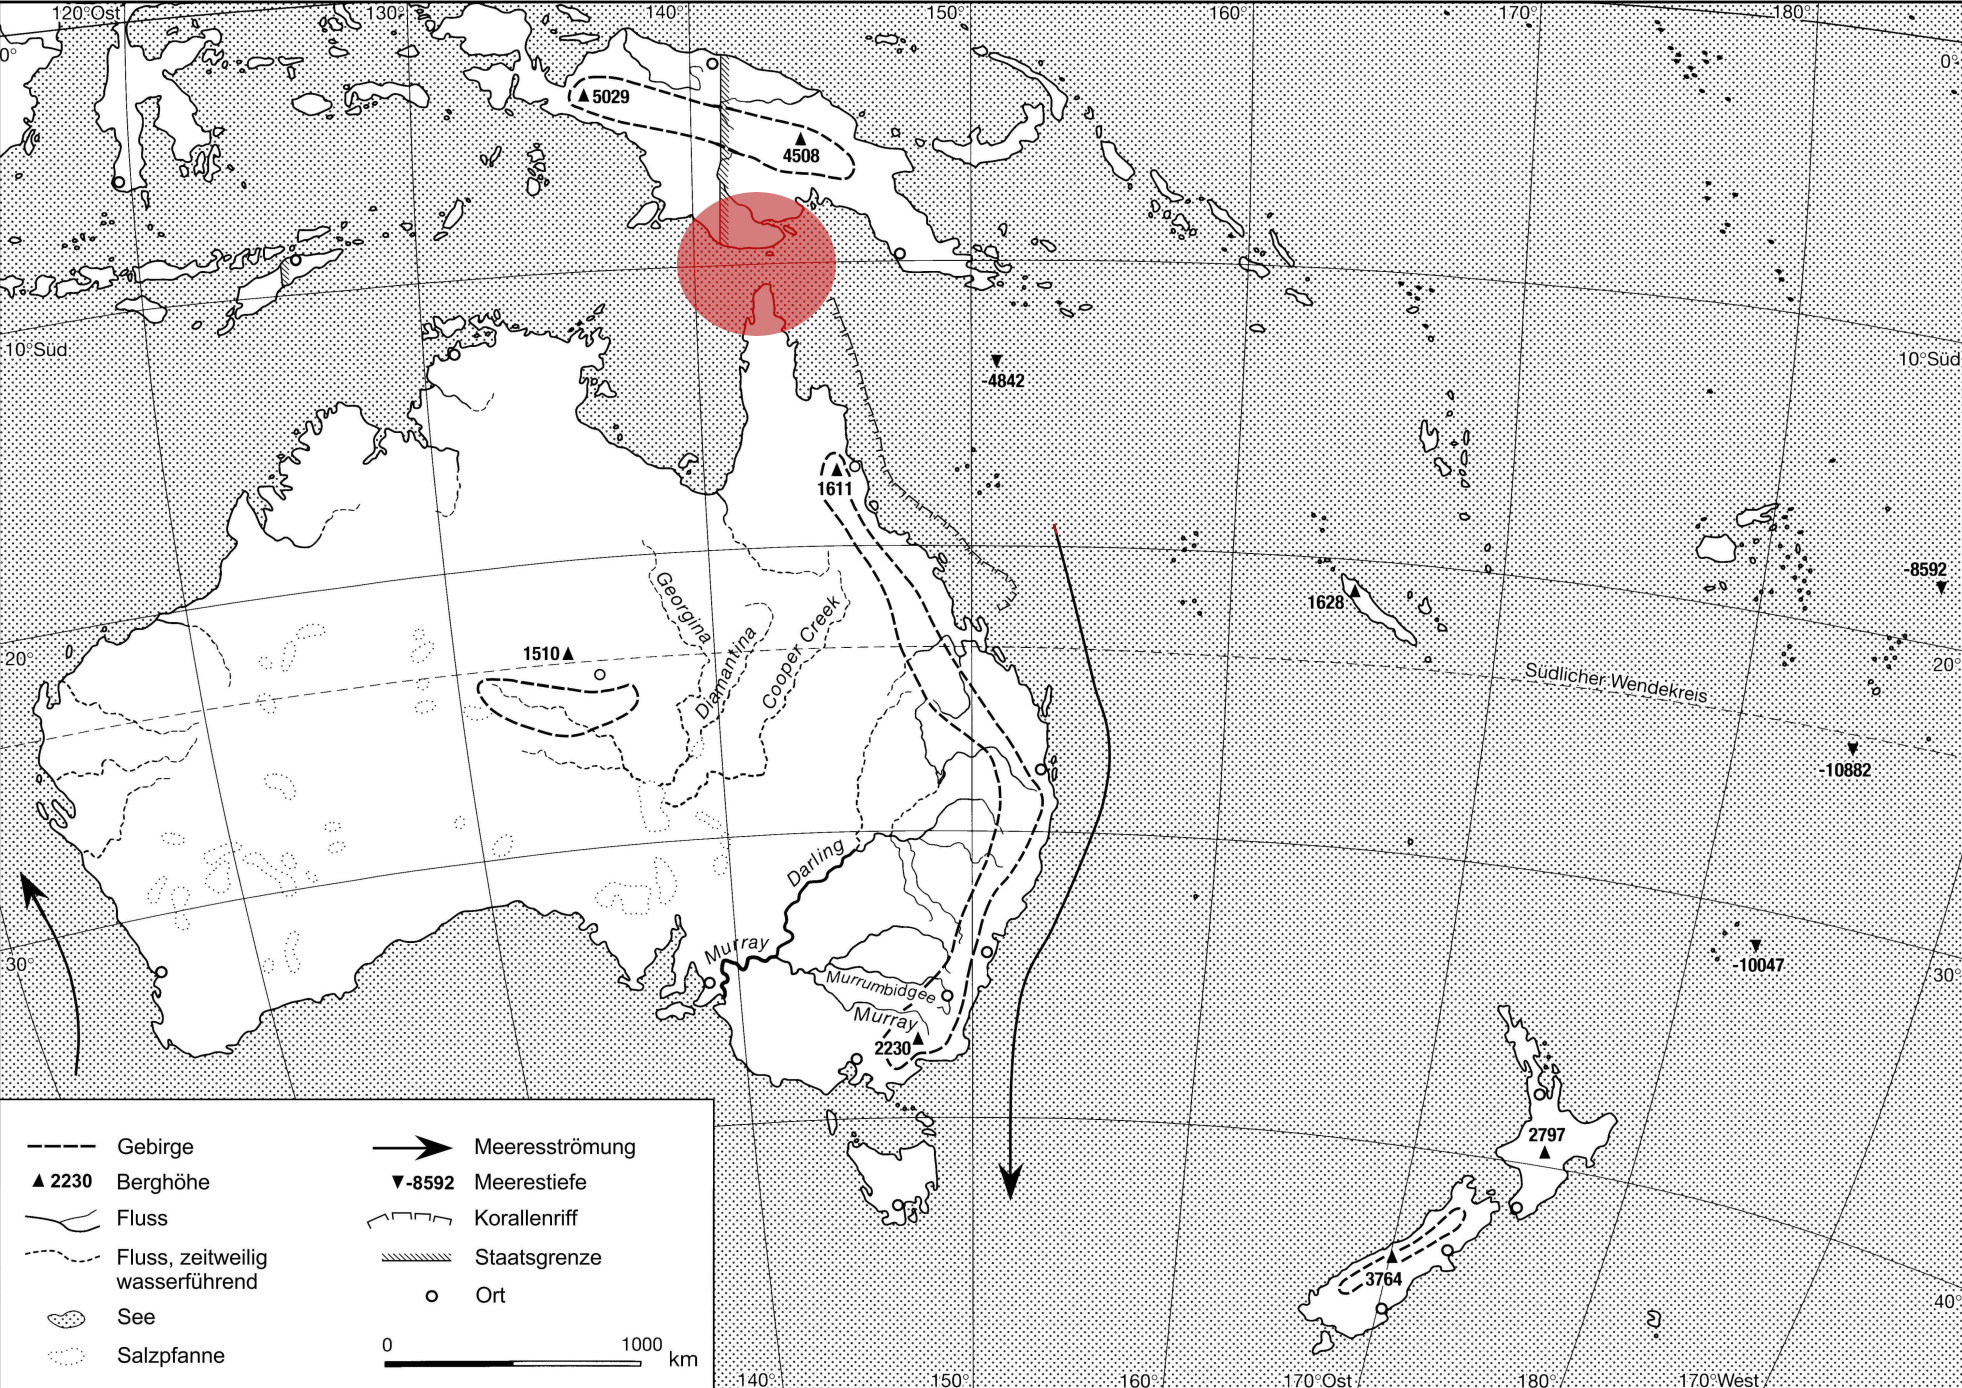 120°Ost
130°
140°
150°
160°
170°
180°
0°
0°
5029
4508
10°Süd
-4842
10°Süd
1611
-8592
1628
Georgina
Diamantina
Cooper Creek
1510
20°
20°
Südlicher Wendekreis
-10882
Darling
Murray
30°
-10047
30°
Murrumbidgee
Murray
2230
2797
3764
40°
Gebirge
2230 Berghöhe
Fluss
Fluss, zeitweilig
wasserführend
See
Salzpfanne
Meeresströmung
-8592 Meerestiefe
Korallenriff
Staatsgrenze
Ort
0 1000 km
140°
150°
160°
170°Ost
180°
170°West